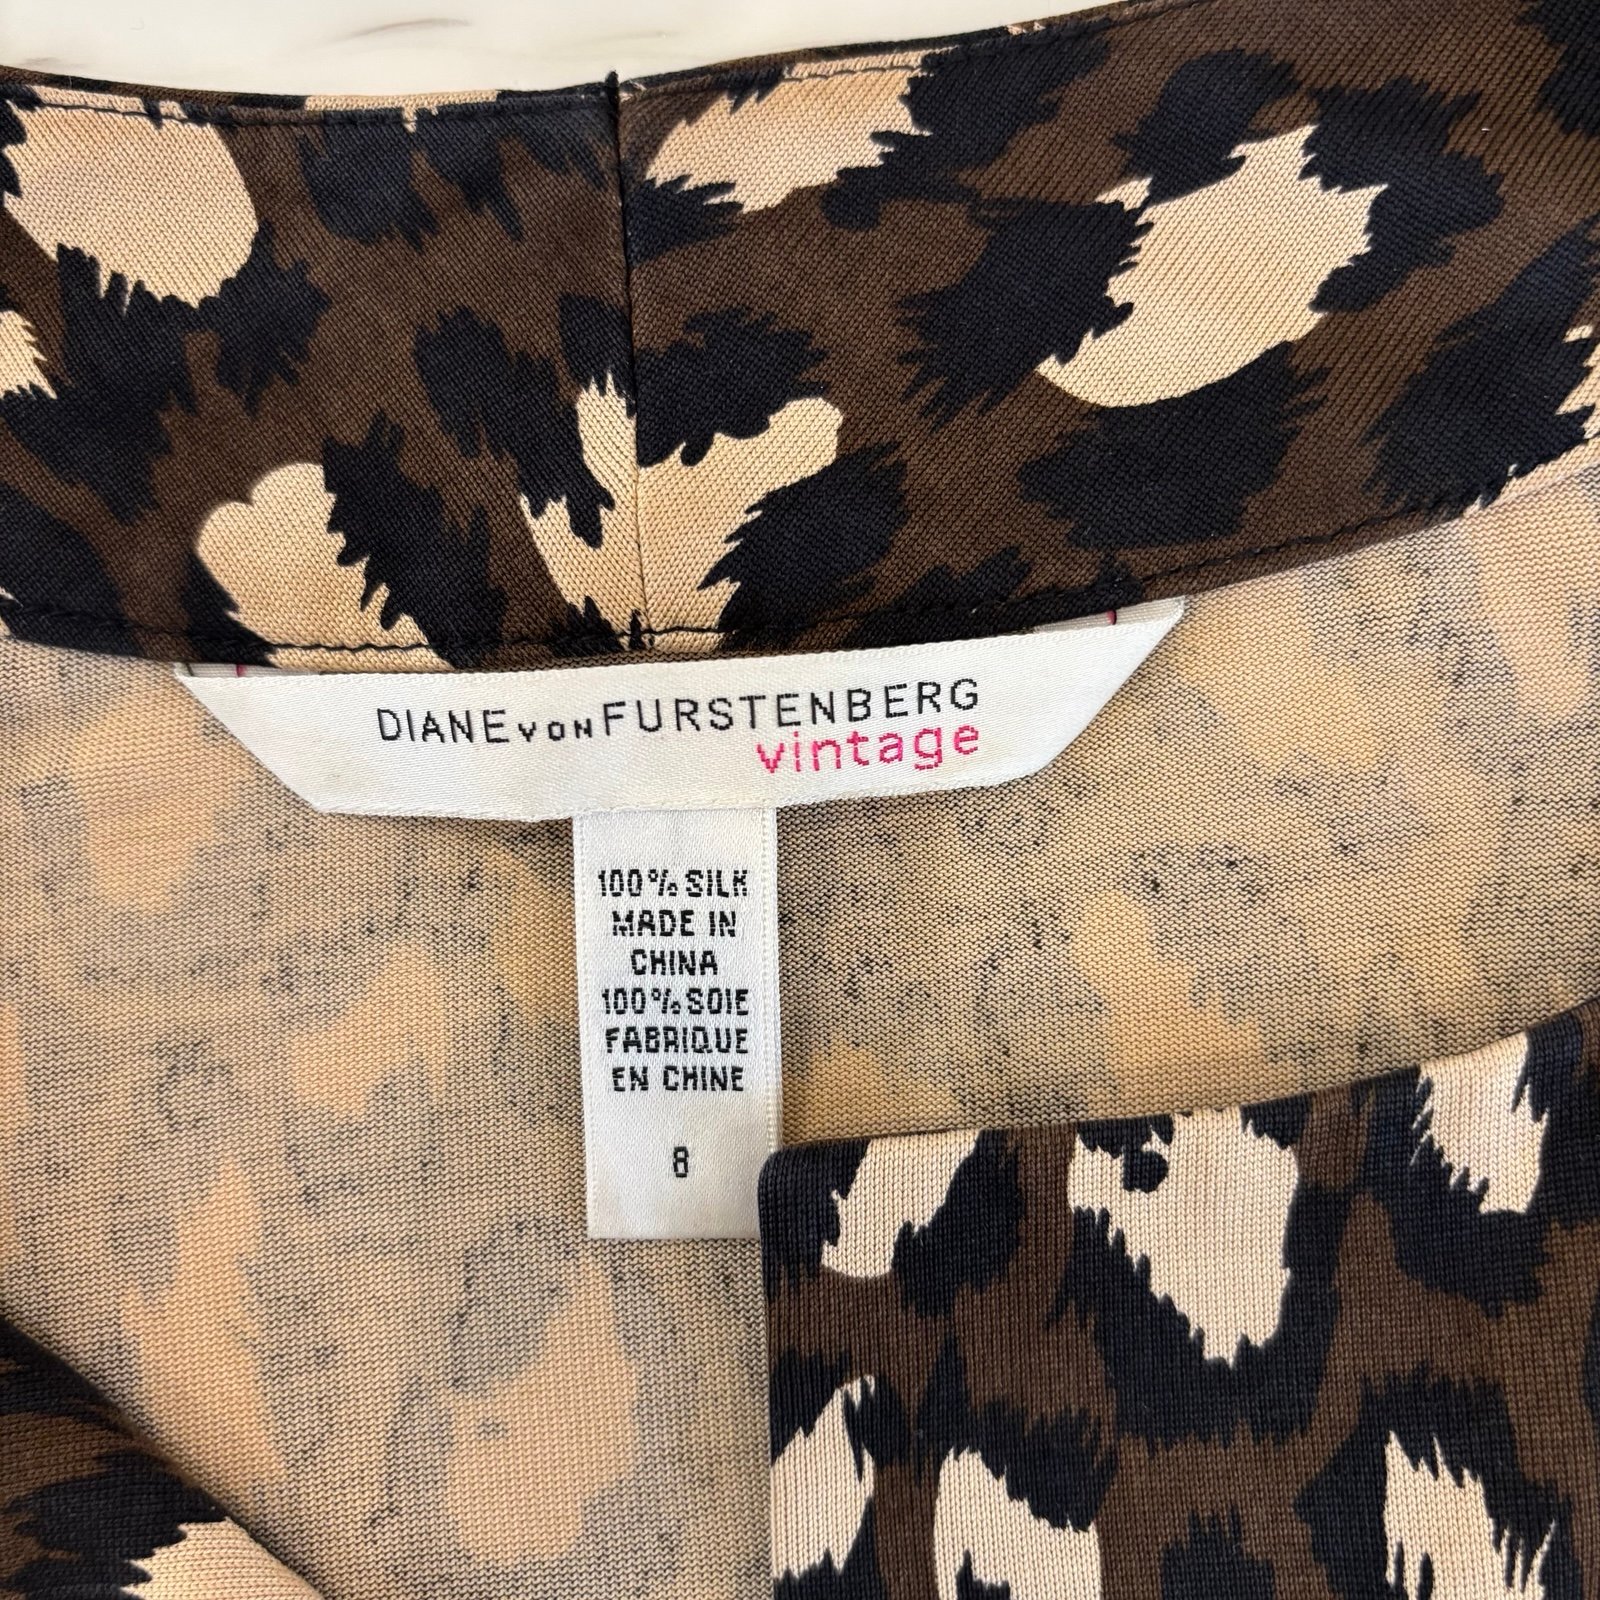 DIANE VON FURSTENBERG
vintage
100% SILK
MADE IN
CHINA
100% SOIE
FABRIQUE
EN CHINE
8